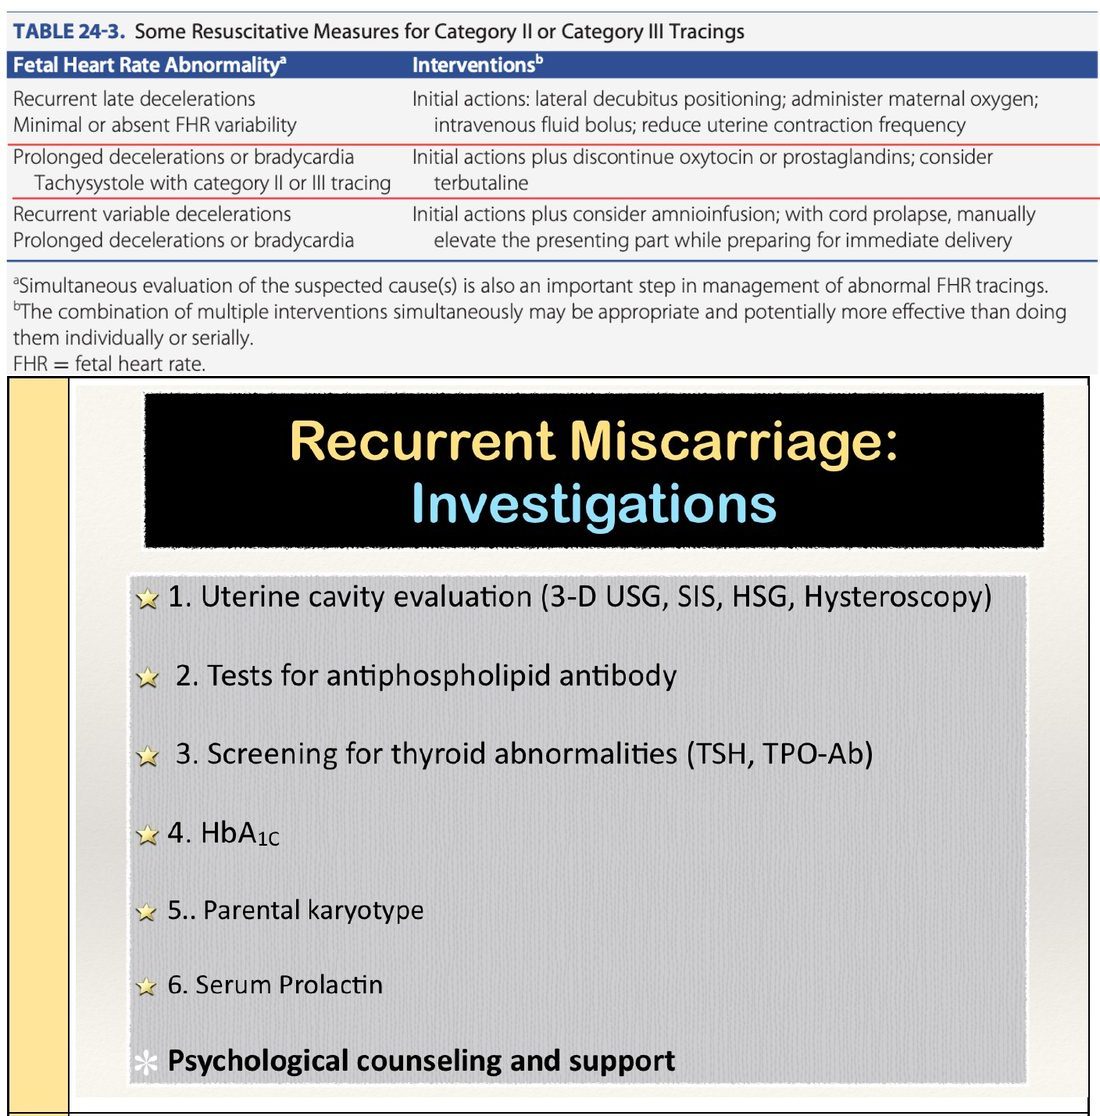 TABLE 24-3. Some Resuscitative Measures for Category II or Category III Tracings
Fetal Heart Rate Abnormalityᵃ Interventionsᵇ
Recurrent late decelerations Initial actions: lateral decubitus positioning; administer maternal oxygen;
Minimal or absent FHR variability intravenous fluid bolus; reduce uterine contraction frequency
Prolonged decelerations or bradycardia Initial actions plus discontinue oxytocin or prostaglandins; consider
Tachysystole with category II or III tracing terbutaline
Recurrent variable decelerations Initial actions plus consider amnioinfusion; with cord prolapse, manually
Prolonged decelerations or bradycardia elevate the presenting part while preparing for immediate delivery
ᵃSimultaneous evaluation of the suspected cause(s) is also an important step in management of abnormal FHR tracings.
ᵇThe combination of multiple interventions simultaneously may be appropriate and potentially more effective than doing
them individually or serially.
FHR = fetal heart rate.
Recurrent Miscarriage:
Investigations
1. Uterine cavity evaluation (3-D USG, SIS, HSG, Hysteroscopy)
2. Tests for antiphospholipid antibody
3. Screening for thyroid abnormalities (TSH, TPO-Ab)
4. HbA1C
5.. Parental karyotype
6. Serum Prolactin
Psychological counseling and support